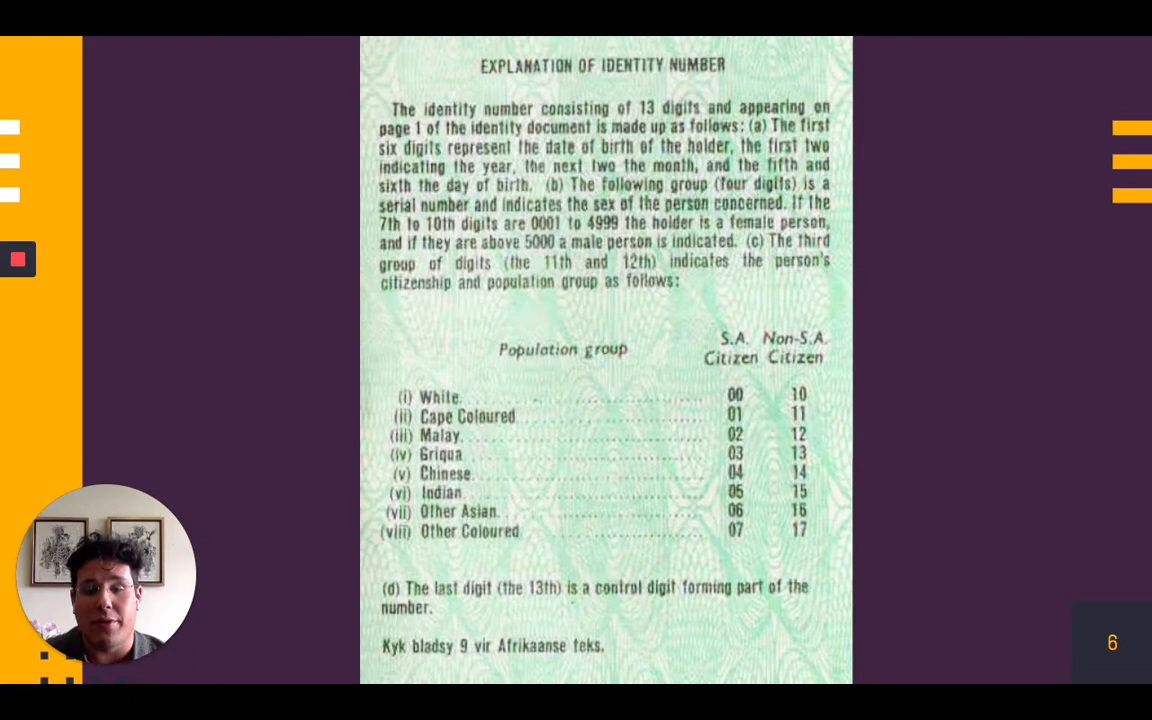 EXPLANATION OF IDENTITY NUMBER
The identity number consisting of 13 digits and appearing on
page 1 of the identity document is made up as follows: (a) The first
six digits represent the date of birth of the holder, the first two
indicating the year, the next two the month, and the fifth and
sixth the day of birth. (b) The following group (four digits) is a
serial number and indicates the sex of the person concerned. If the
7th to 10th digits are 0001 to 4999 the holder is a female person,
and if they are above 5000 a male person is indicated. (c) The third
group of digits (the 11th and 12th) indicates the person's
citizenship and population group as follows:
Population group S.A. Citizen Non-S.A. Citizen
(i) White 00 10
(ii) Cape Coloured 01 11
(iii) Malay 02 12
(iv) Griqua 03 13
(v) Chinese 04 14
(vi) Indian 05 15
(vii) Other Asian 06 16
(viii) Other Coloured 07 17
(d) The last digit (the 13th) is a control digit forming part of the
number.
Kyk bladsy 9 vir Afrikaanse teks.
6